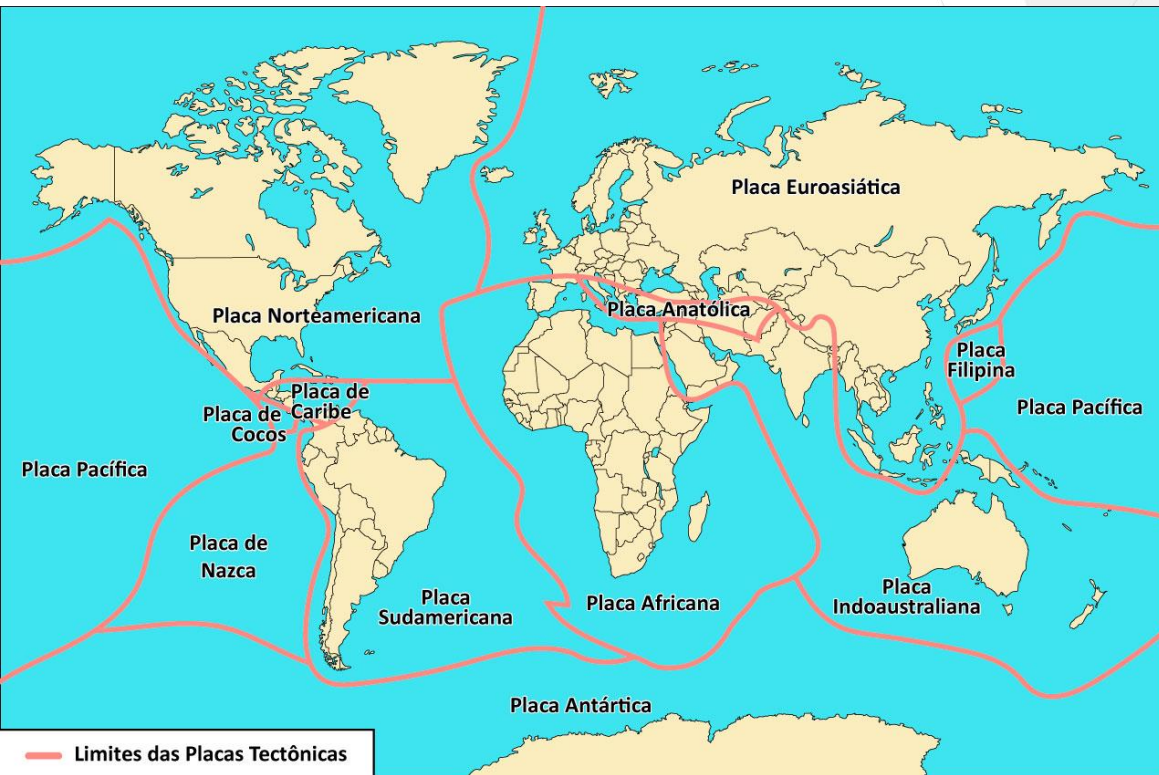 Placa Euroasiática
Placa Norteamericana
Placa Anatólica
Placa
Filipina
Placa de
Caribe
Placa de
Cocos
Placa Pacífica
Placa Pacífica
Placa de
Nazca
Placa
Sudamericana
Placa Africana
Placa
Indoaustraliana
Placa Antártica
Limites das Placas Tectônicas